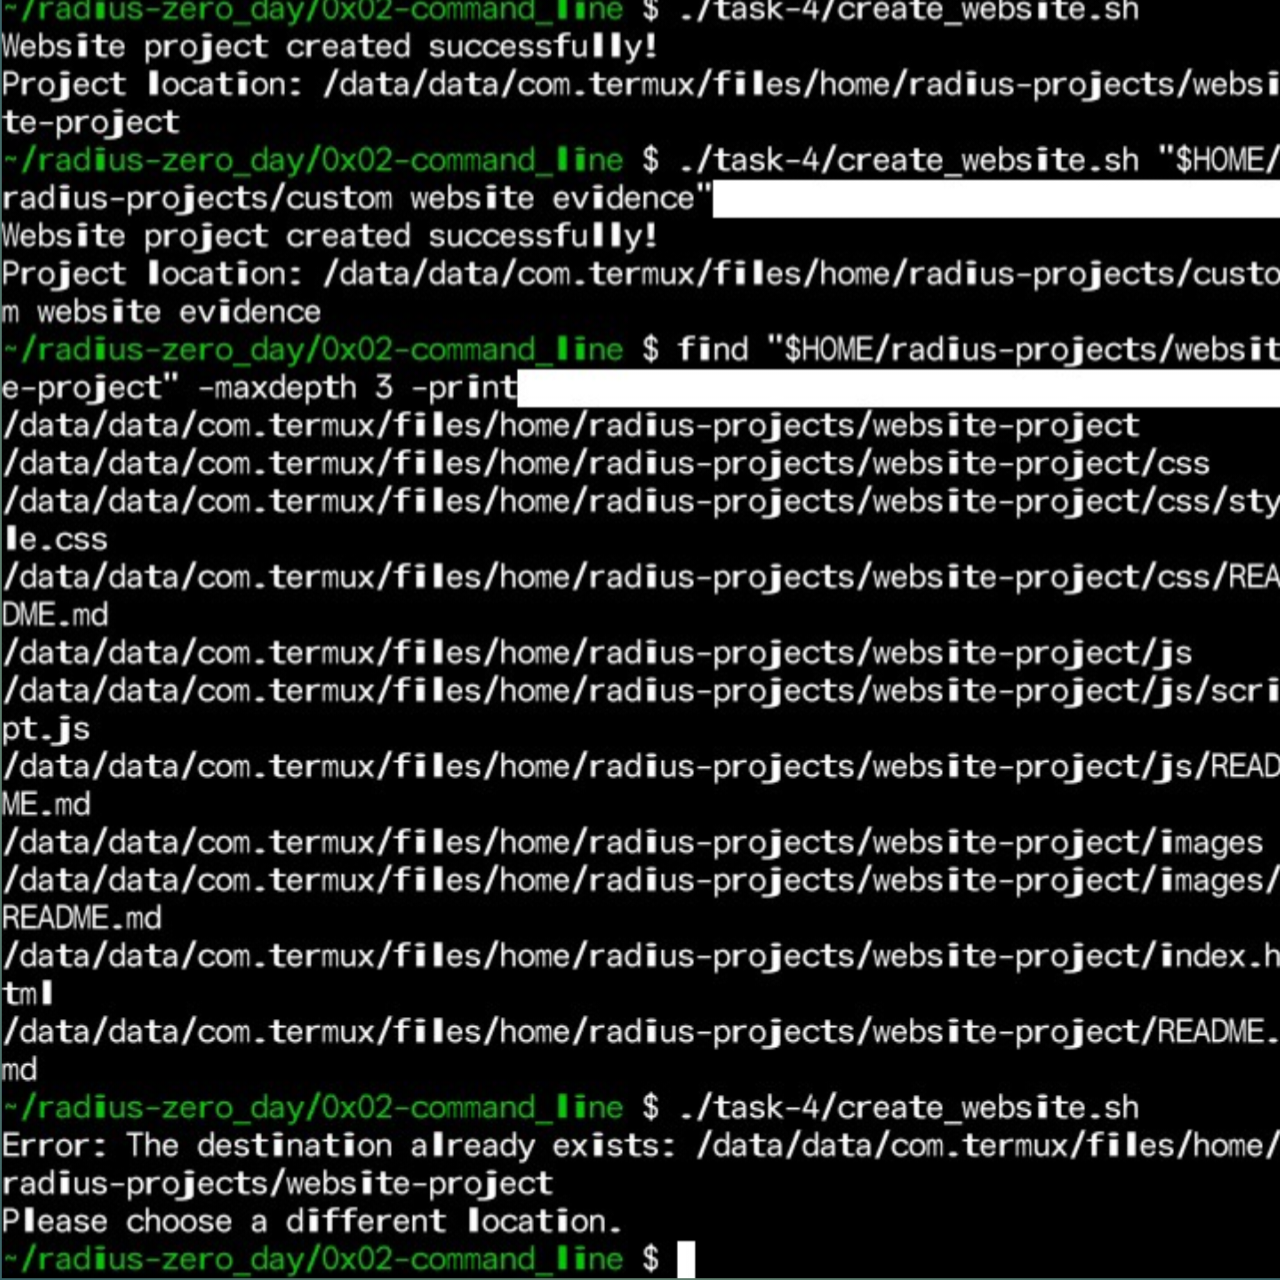 ~/radius-zero_day/0x02-command_line $ ./task-4/create_website.sh
Website project created successfully!
Project location: /data/data/com.termux/files/home/radius-projects/websi
te-project
~/radius-zero_day/0x02-command_line $ ./task-4/create_website.sh "$HOME/
radius-projects/custom website evidence"
Website project created successfully!
Project location: /data/data/com.termux/files/home/radius-projects/custo
m website evidence
~/radius-zero_day/0x02-command_line $ find "$HOME/radius-projects/websit
e-project" -maxdepth 3 -print
/data/data/com.termux/files/home/radius-projects/website-project
/data/data/com.termux/files/home/radius-projects/website-project/css
/data/data/com.termux/files/home/radius-projects/website-project/css/sty
le.css
/data/data/com.termux/files/home/radius-projects/website-project/css/REA
DME.md
/data/data/com.termux/files/home/radius-projects/website-project/js
/data/data/com.termux/files/home/radius-projects/website-project/js/scri
pt.js
/data/data/com.termux/files/home/radius-projects/website-project/js/READ
ME.md
/data/data/com.termux/files/home/radius-projects/website-project/images
/data/data/com.termux/files/home/radius-projects/website-project/images/
README.md
/data/data/com.termux/files/home/radius-projects/website-project/index.h
tml
/data/data/com.termux/files/home/radius-projects/website-project/README.
md
~/radius-zero_day/0x02-command_line $ ./task-4/create_website.sh
Error: The destination already exists: /data/data/com.termux/files/home/
radius-projects/website-project
Please choose a different location.
~/radius-zero_day/0x02-command_line $